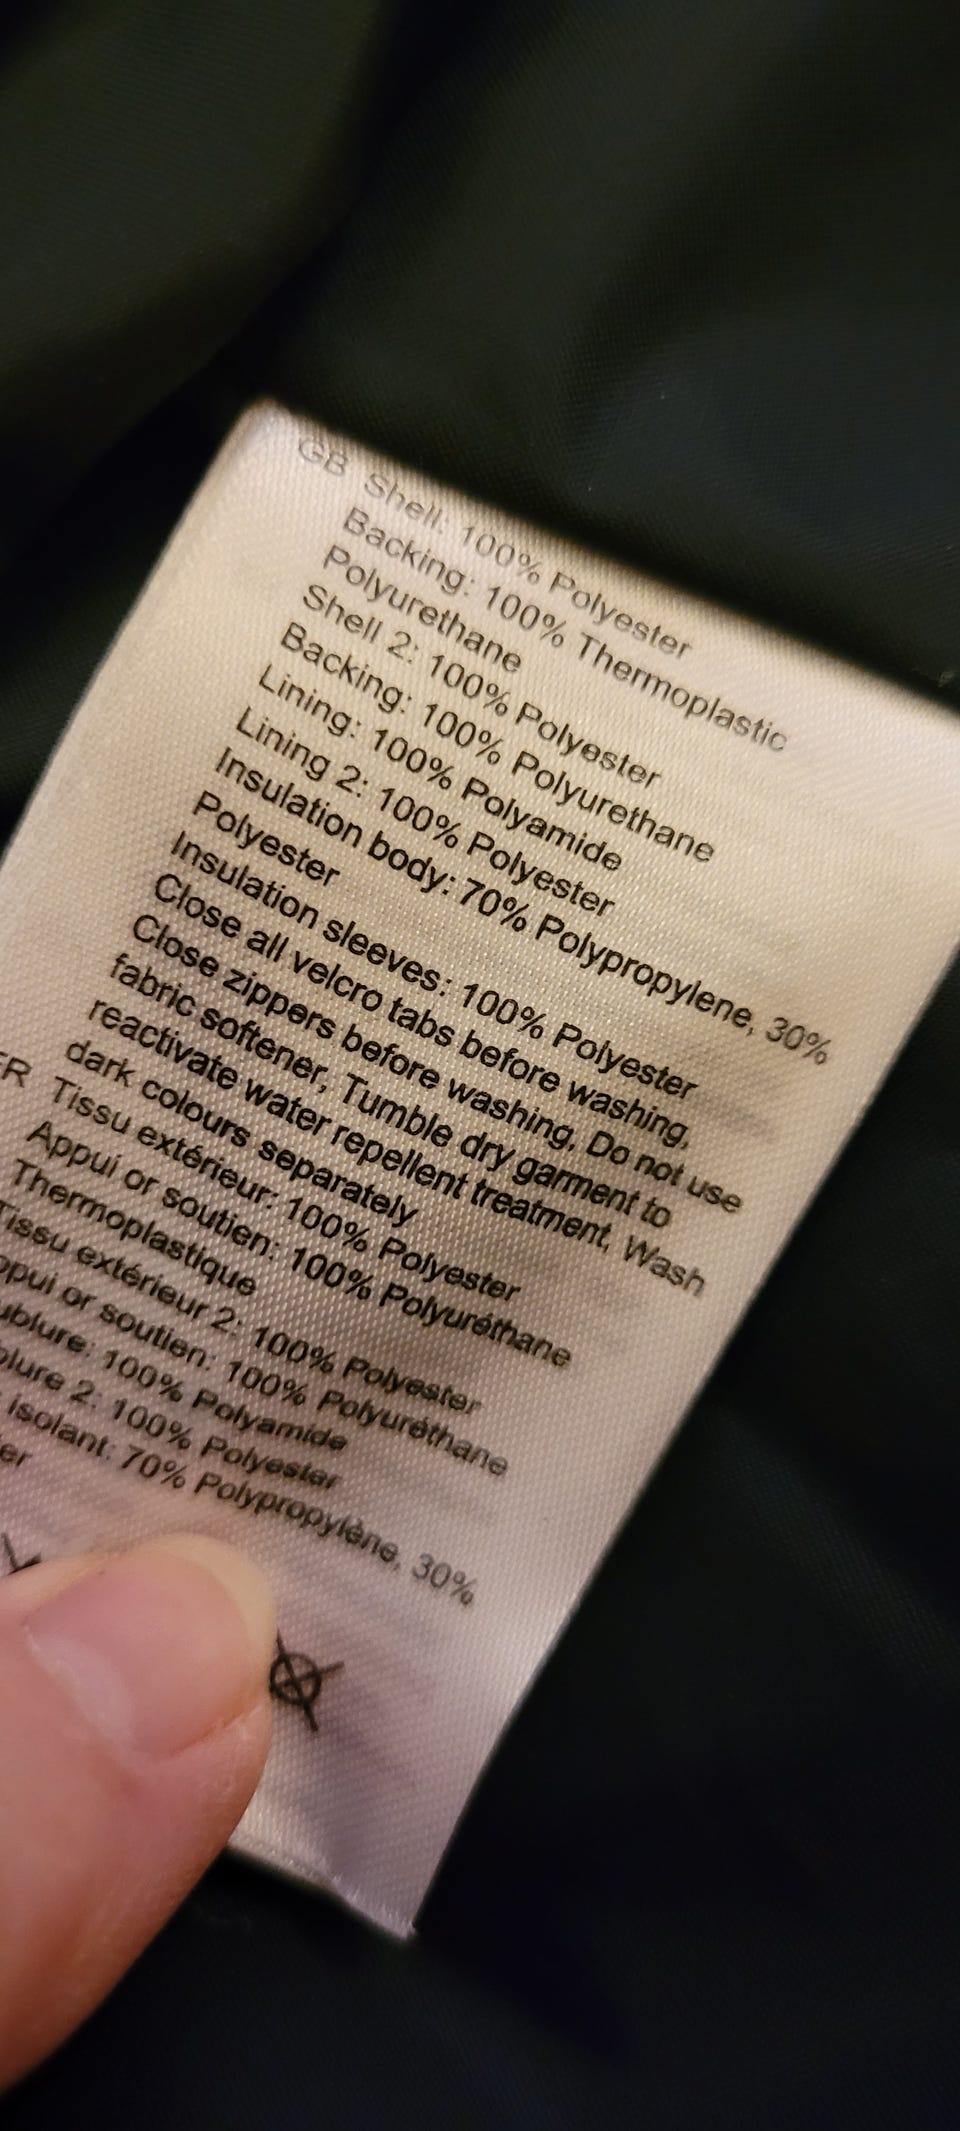 GB Shell: 100% Polyester
Backing: 100% Thermoplastic
Polyurethane
Shell 2: 100% Polyester
Backing: 100% Polyurethane
Lining: 100% Polyamide
Lining 2: 100% Polyester
Insulation body: 70% Polypropylene, 30%
Polyester
Insulation sleeves: 100% Polyester
Close all velcro tabs before washing,
Close zippers before washing, Do not use
fabric softener, Tumble dry garment to
reactivate water repellent treatment, Wash
dark colours separately
Tissu extérieur: 100% Polyester
Appui or soutien: 100% Polyuréthane
Thermoplastique
Tissu extérieur 2: 100% Polyester
or soutien: 100% Polyuréthane
100% Polyamide
2: 100% Polyester
isolant: 70% Polypropylène, 30%